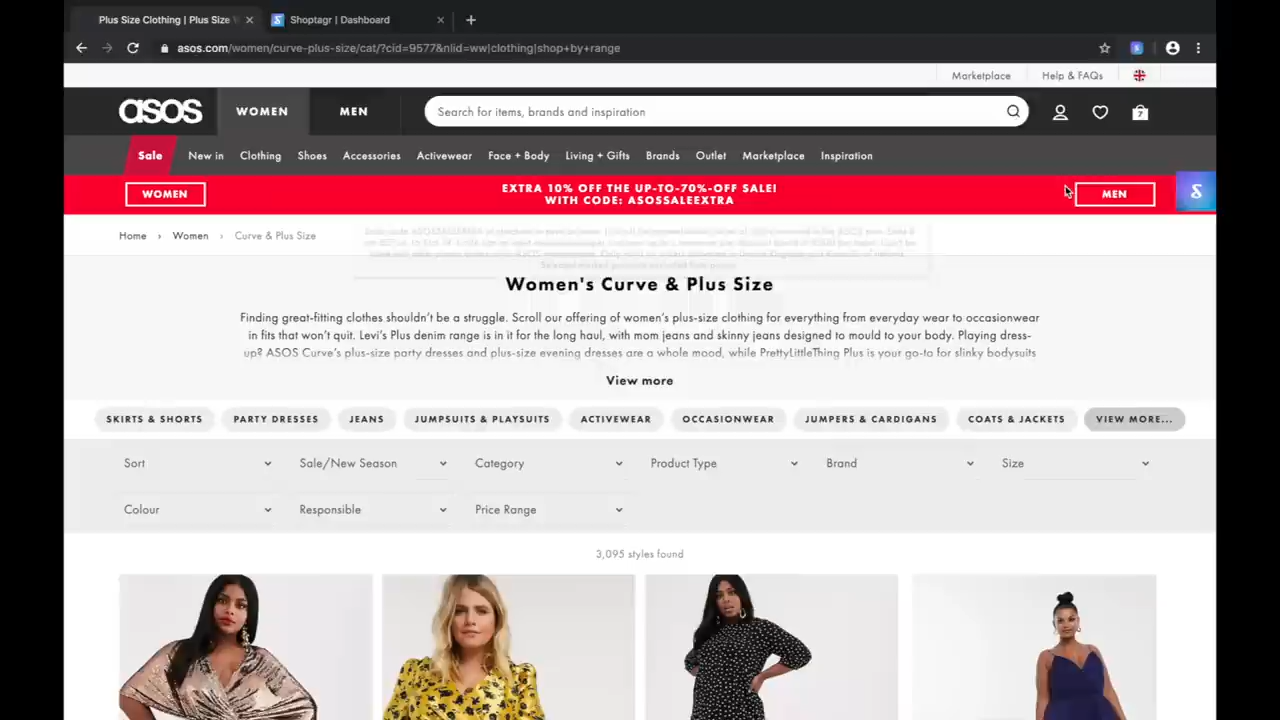 Plus Size Clothing | Plus Size
Shoptagr | Dashboard
asos.com/women/curve-plus-size/cat/?cid=9577&nlid=ww|clothing|shop+by+range
Marketplace Help & FAQs
asos WOMEN MEN Search for items, brands and inspiration 7
Sale New in Clothing Shoes Accessories Activewear Face + Body Living + Gifts Brands Outlet Marketplace Inspiration
WOMEN EXTRA 10% OFF THE UP-TO-70%-OFF SALE! MEN
WITH CODE: ASOSSALEEXTRA
Home › Women › Curve & Plus Size
Women's Curve & Plus Size
Finding great-fitting clothes shouldn't be a struggle. Scroll our offering of women's plus-size clothing for everything from everyday wear to occasionwear
in fits that won't quit. Levi's Plus denim range is in it for the long haul, with mom jeans and skinny jeans designed to mould to your body. Playing dress-
up? ASOS Curve's plus-size party dresses and plus-size evening dresses are a whole mood, while PrettyLittleThing Plus is your go-to for slinky bodysuits
View more
SKIRTS & SHORTS PARTY DRESSES JEANS JUMPSUITS & PLAYSUITS ACTIVEWEAR OCCASIONWEAR JUMPERS & CARDIGANS COATS & JACKETS VIEW MORE...
Sort Sale/New Season Category Product Type Brand Size
Colour Responsible Price Range
3,095 styles found